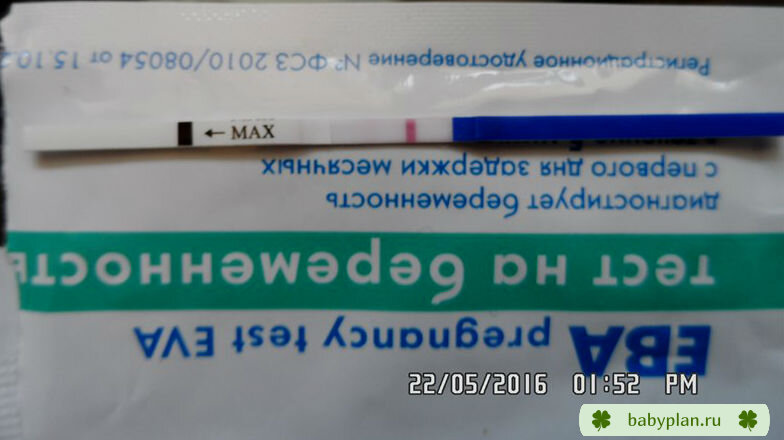 ЕВА pregnancy test EVA
тест на беременность
диагностирует беременность
с первого дня задержки месячных
Регистрационное удостоверение № ФСЗ 2010/08054 от 15.10
← MAX
22/05/2016 01:52 PM
babyplan.ru